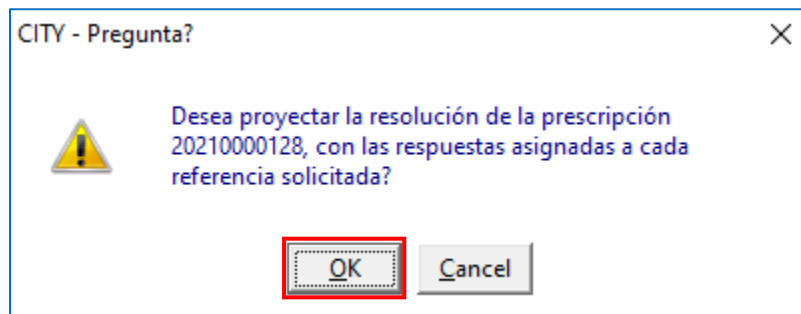 CITY - Pregunta?
Desea proyectar la resolución de la prescripción
20210000128, con las respuestas asignadas a cada
referencia solicitada?
OK Cancel